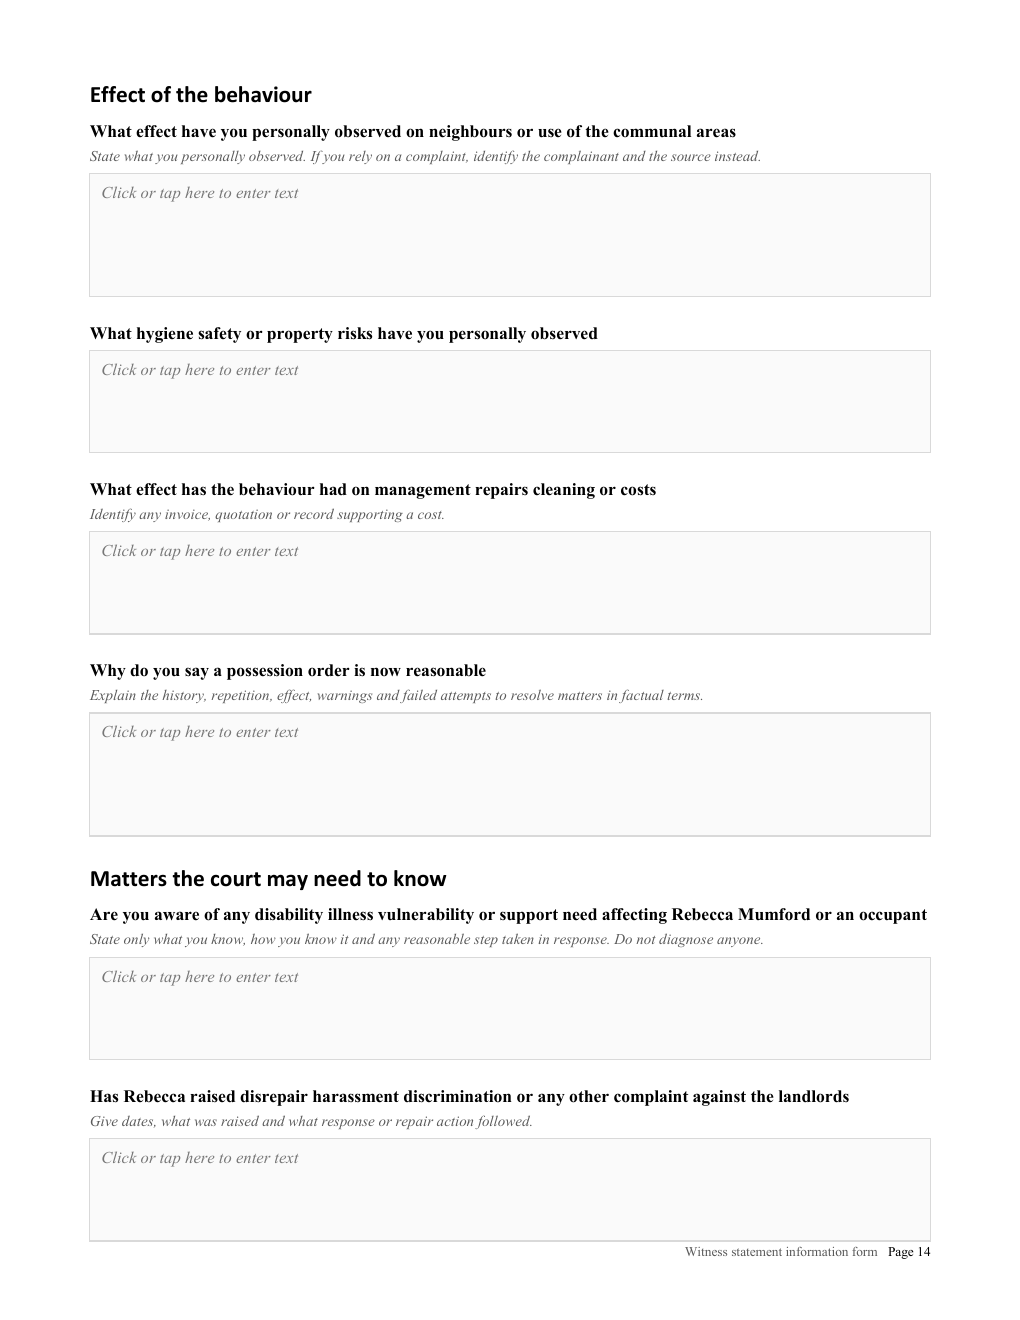 Effect of the behaviour
What effect have you personally observed on neighbours or use of the communal areas
State what you personally observed. If you rely on a complaint, identify the complainant and the source instead.
Click or tap here to enter text
What hygiene safety or property risks have you personally observed
Click or tap here to enter text
What effect has the behaviour had on management repairs cleaning or costs
Identify any invoice, quotation or record supporting a cost.
Click or tap here to enter text
Why do you say a possession order is now reasonable
Explain the history, repetition, effect, warnings and failed attempts to resolve matters in factual terms.
Click or tap here to enter text
Matters the court may need to know
Are you aware of any disability illness vulnerability or support need affecting Rebecca Mumford or an occupant
State only what you know, how you know it and any reasonable step taken in response. Do not diagnose anyone.
Click or tap here to enter text
Has Rebecca raised disrepair harassment discrimination or any other complaint against the landlords
Give dates, what was raised and what response or repair action followed.
Click or tap here to enter text
Witness statement information form Page 14